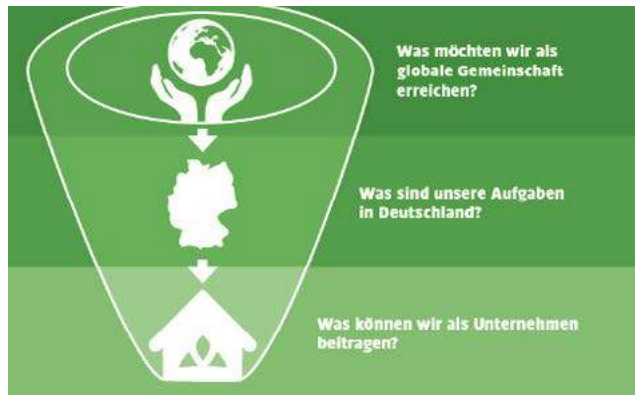 Was möchten wir als
globale Gemeinschaft
erreichen?
Was sind unsere Aufgaben
in Deutschland?
Was können wir als Unternehmen
beitragen?